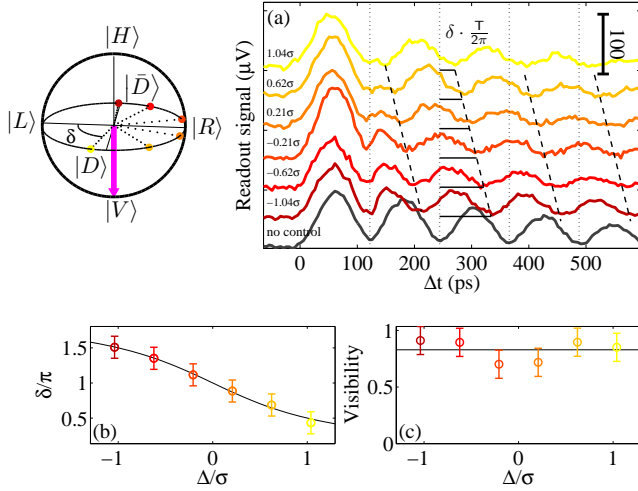 |H⟩
|D̄⟩
|L⟩
|R⟩
δ
|D⟩
|V⟩
(a)
δ · T/2π
100
Readout signal (μV)
1.04σ
0.62σ
0.21σ
−0.21σ
−0.62σ
−1.04σ
no control
0 100 200 300 400 500
Δt (ps)
δ/π
1.5
1
0.5
(b)
−1 0 1
Δ/σ
Visibility
1
0.5
0
(c)
−1 0 1
Δ/σ